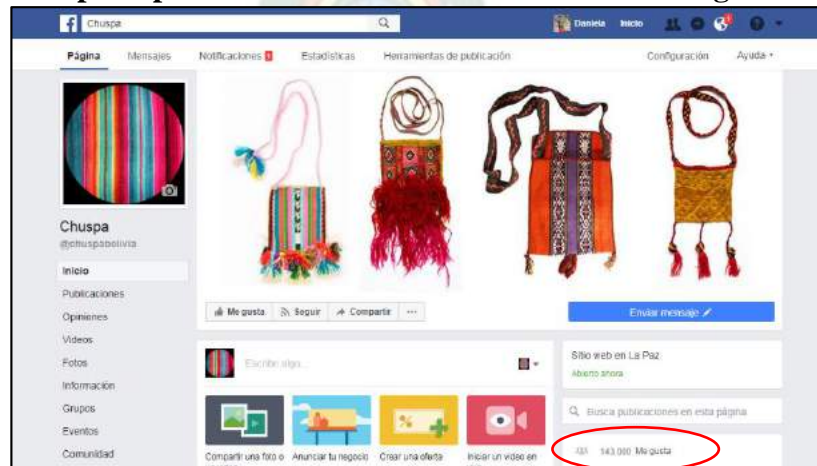 Chuspa
Daniela Inicio
Página Mensajes Notificaciones Estadísticas Herramientas de publicación Configuración Ayuda
Chuspa
@chuspabolivia
Inicio
Publicaciones
Opiniones
Videos
Fotos
Información
Grupos
Eventos
Comunidad
Me gusta Seguir Compartir ...
Enviar mensaje
Escribe algo...
Compartir una foto o
Anunciar tu negocio
Crear una oferta
Iniciar un video en
Sitio web en La Paz
Abierto ahora
Busca publicaciones en esta página
143.000 Me gusta